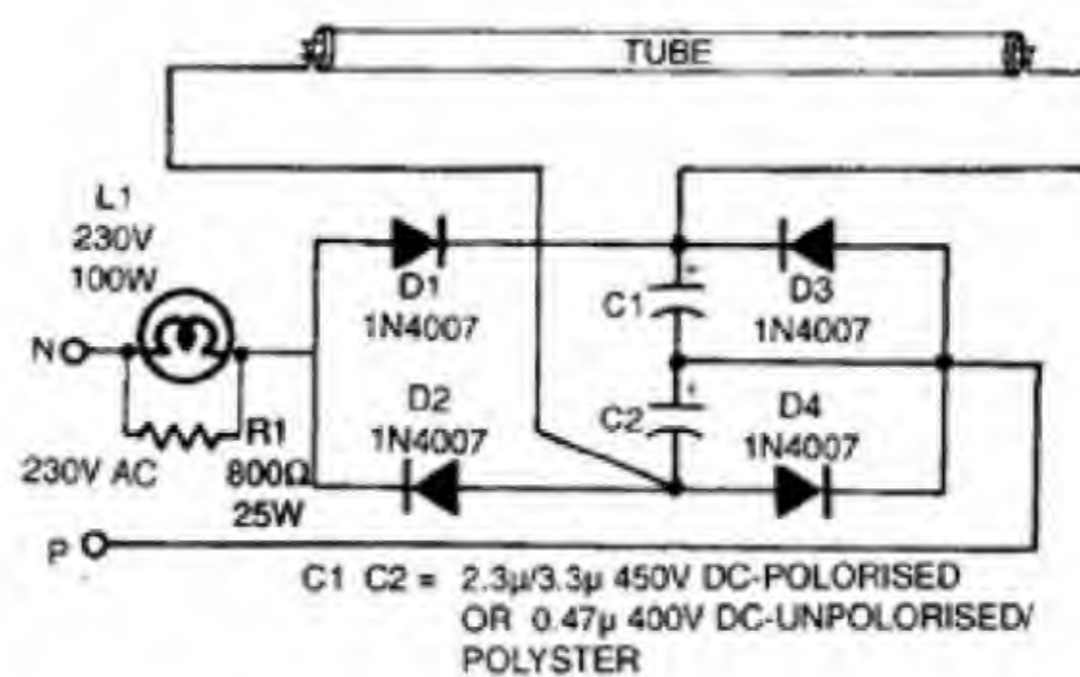 TUBE
L1
230V
100W
N
D1
1N4007
C1
D3
1N4007
D2
1N4007
C2
D4
1N4007
R1
230V AC
800Ω
25W
P
C1 C2 = 2.3µ/3.3µ 450V DC-POLORISED
OR 0.47µ 400V DC-UNPOLORISED/
POLYSTER